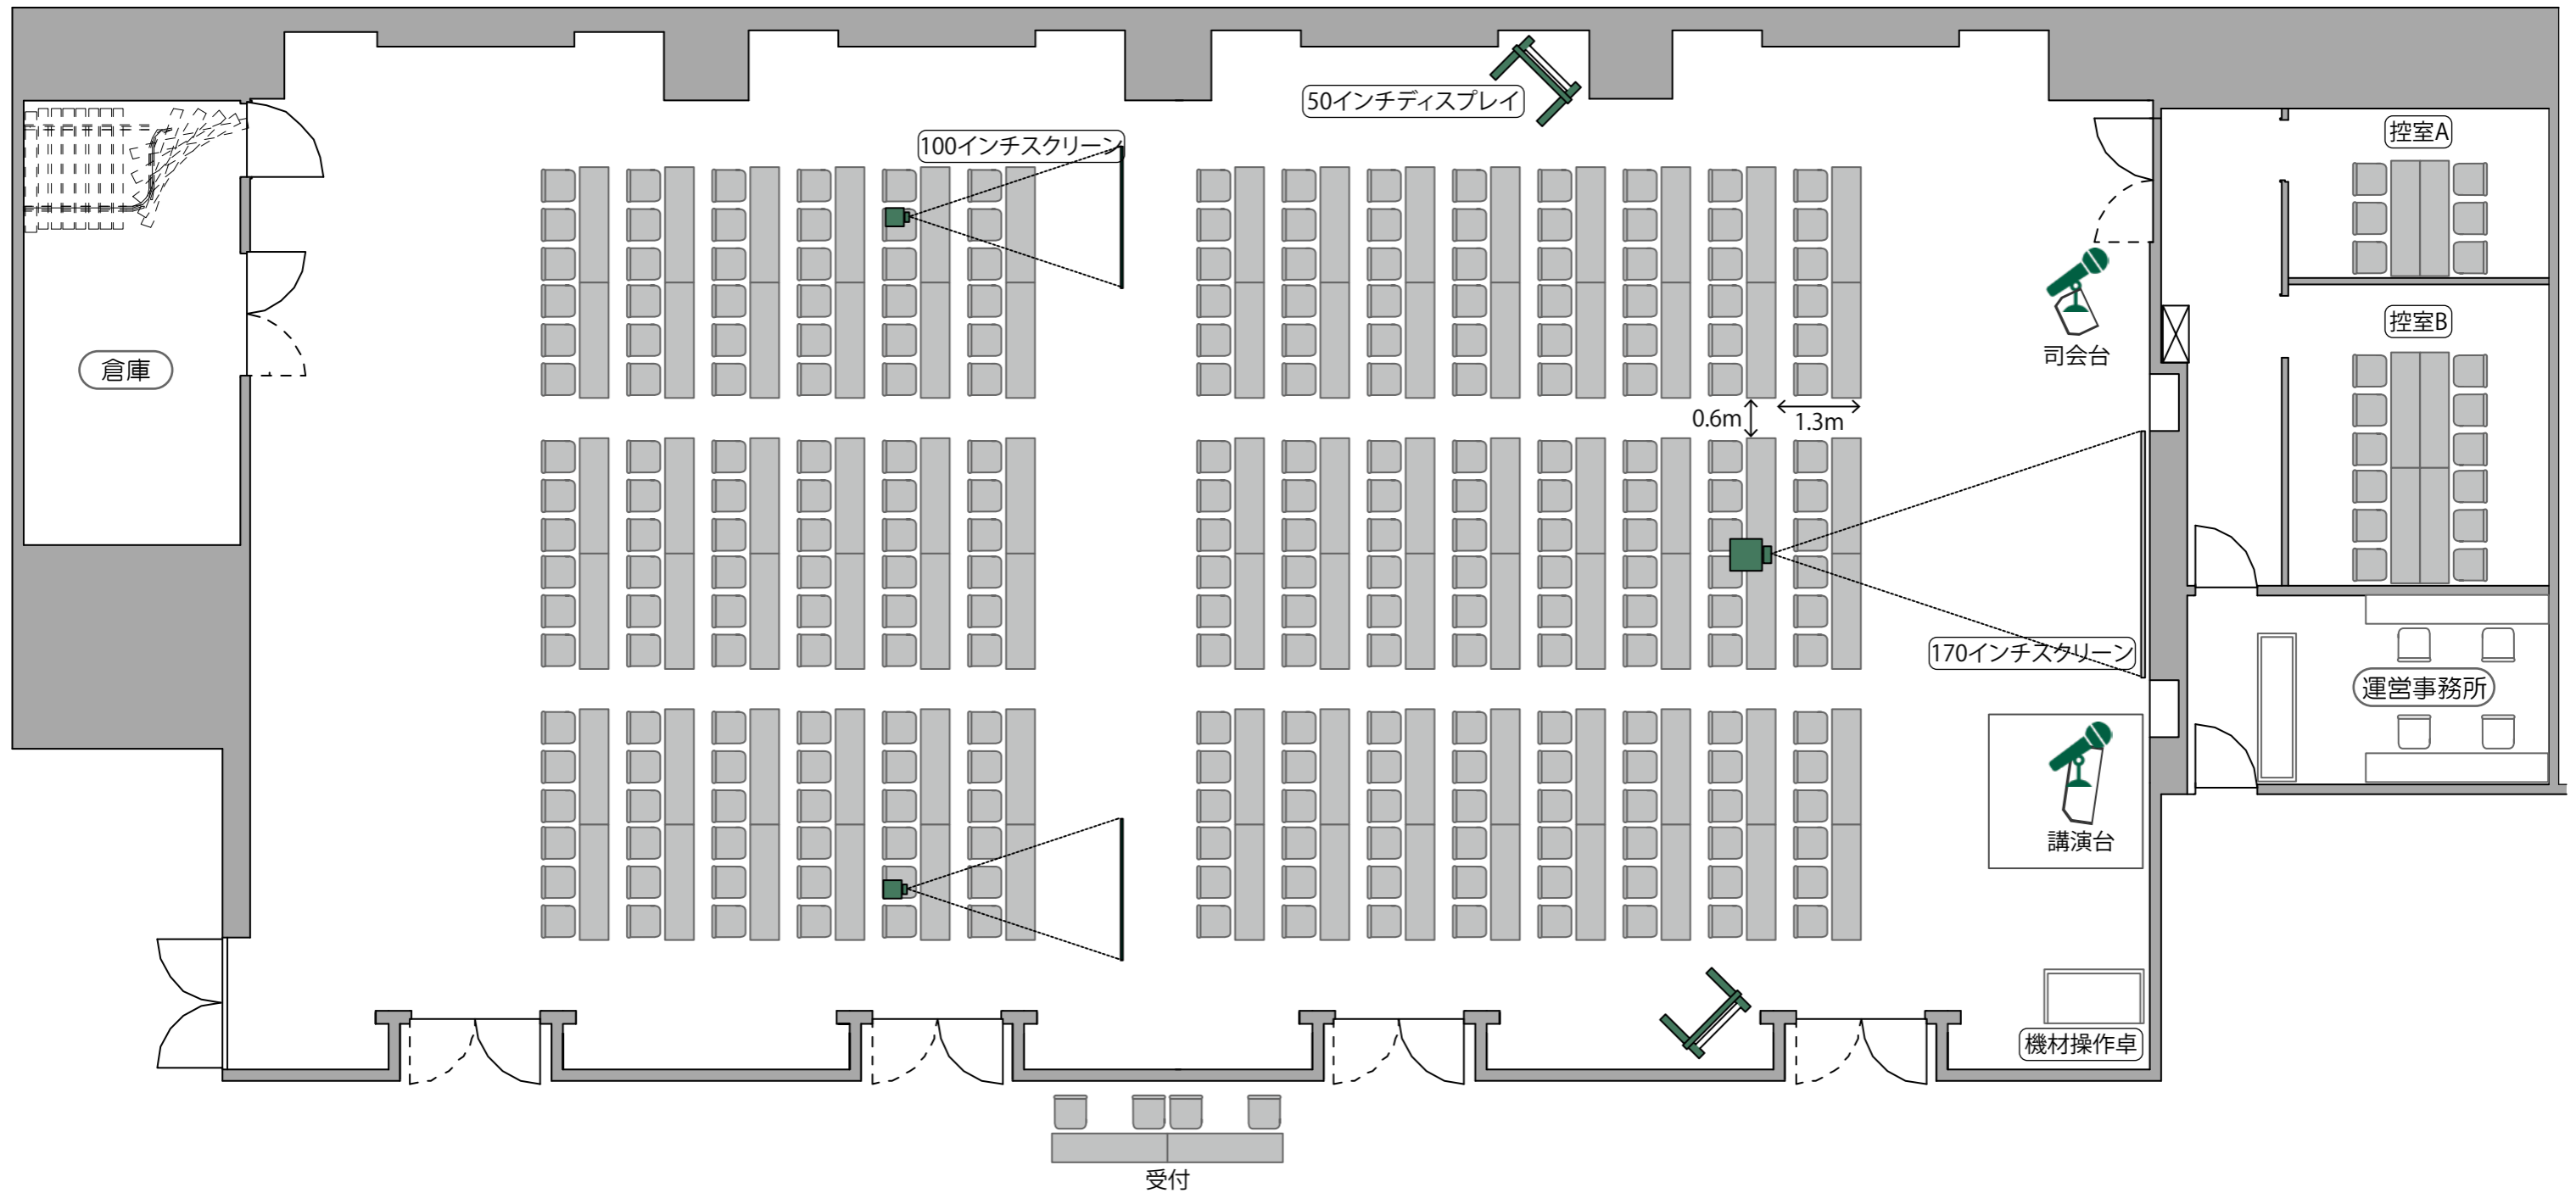 50インチディスプレイ
100インチスクリーン
控室A
倉庫
司会台
控室B
0.6m
1.3m
170インチスクリーン
運営事務所
講演台
機材操作卓
受付